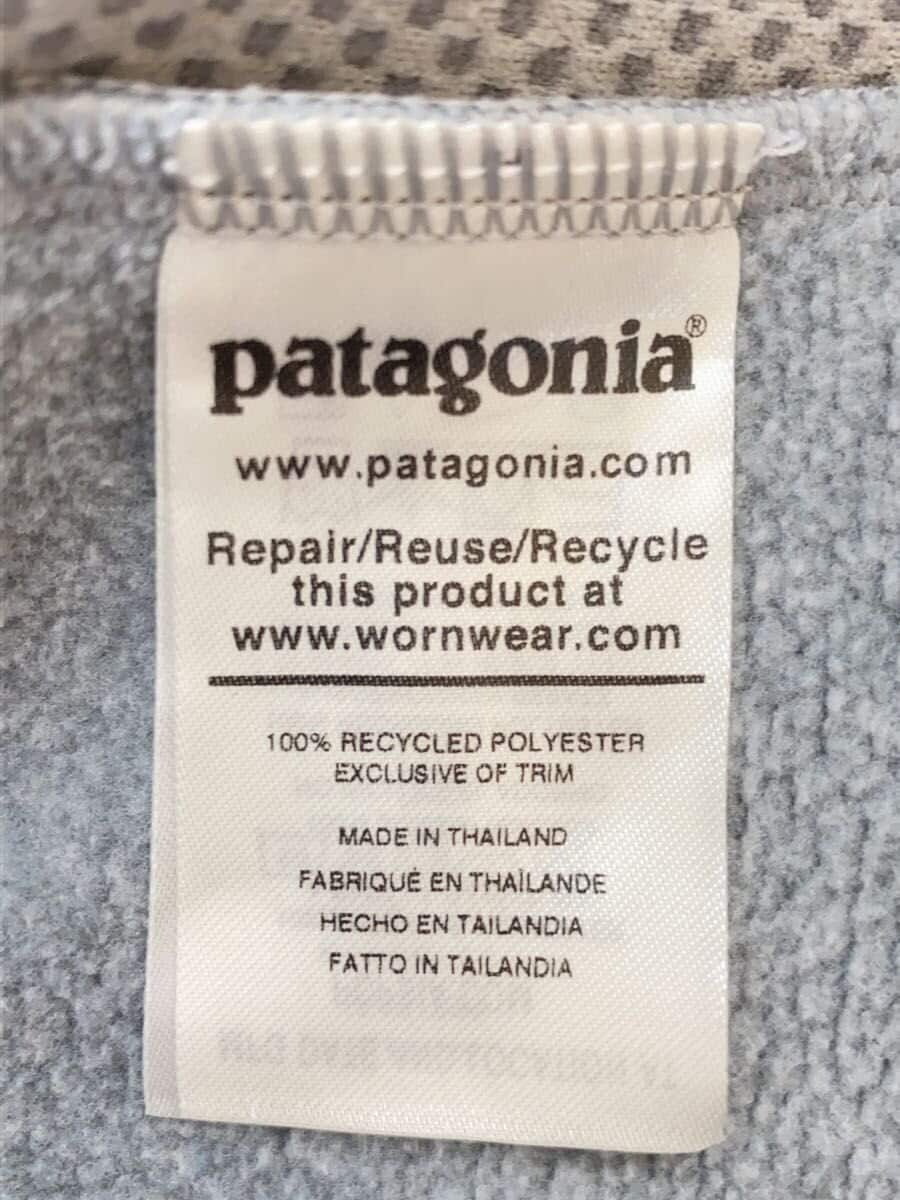 patagonia®
www.patagonia.com
Repair/Reuse/Recycle
this product at
www.wornwear.com
100% RECYCLED POLYESTER
EXCLUSIVE OF TRIM
MADE IN THAILAND
FABRIQUÉ EN THAÏLANDE
HECHO EN TAILANDIA
FATTO IN TAILANDIA